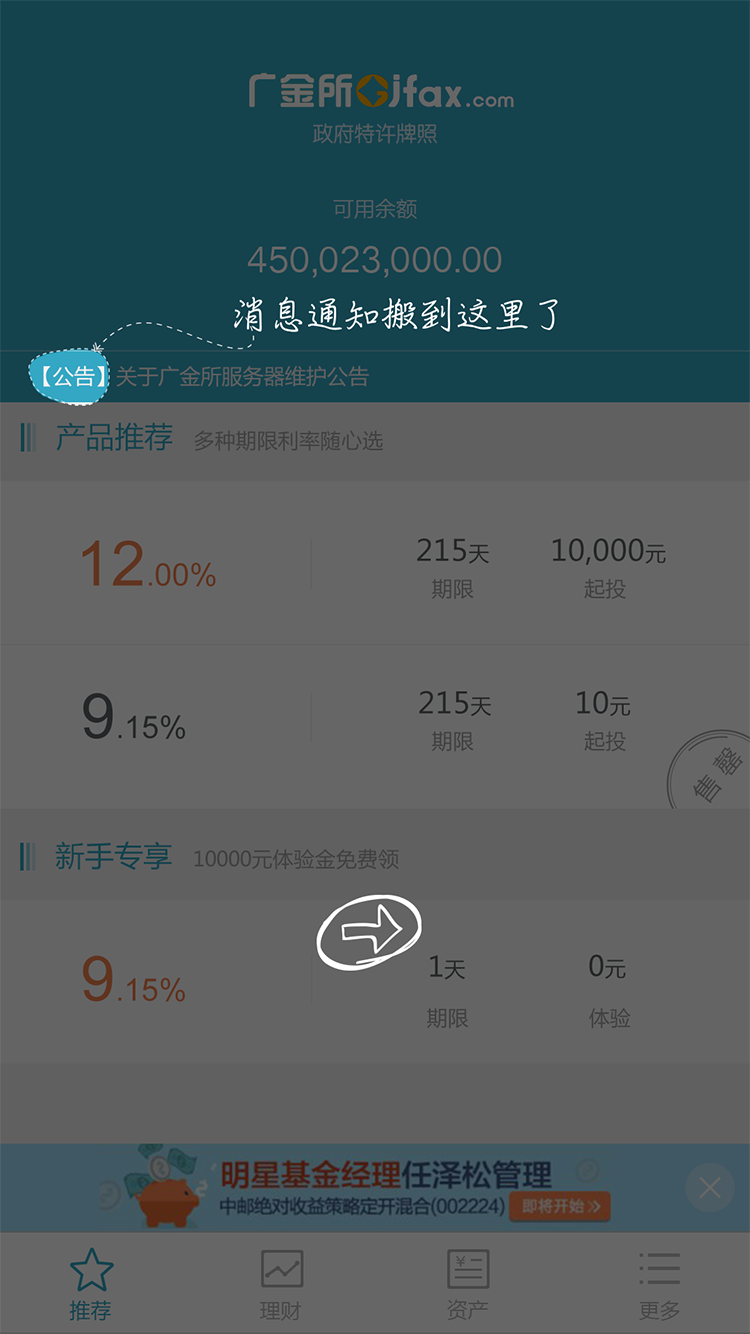 广金所Gjfax.com
政府特许牌照
可用余额
450,023,000.00
消息通知搬到这里了
【公告】关于广金所服务器维护公告
产品推荐 多种期限利率随心选
12.00% 215天 10,000元
期限 起投
9.15% 215天 10元
期限 起投
售罄
新手专享 10000元体验金免费领
9.15% 1天 0元
期限 体验
明星基金经理任泽松管理
中邮绝对收益策略定开混合(002224) 即将开始
推荐 理财 资产 更多